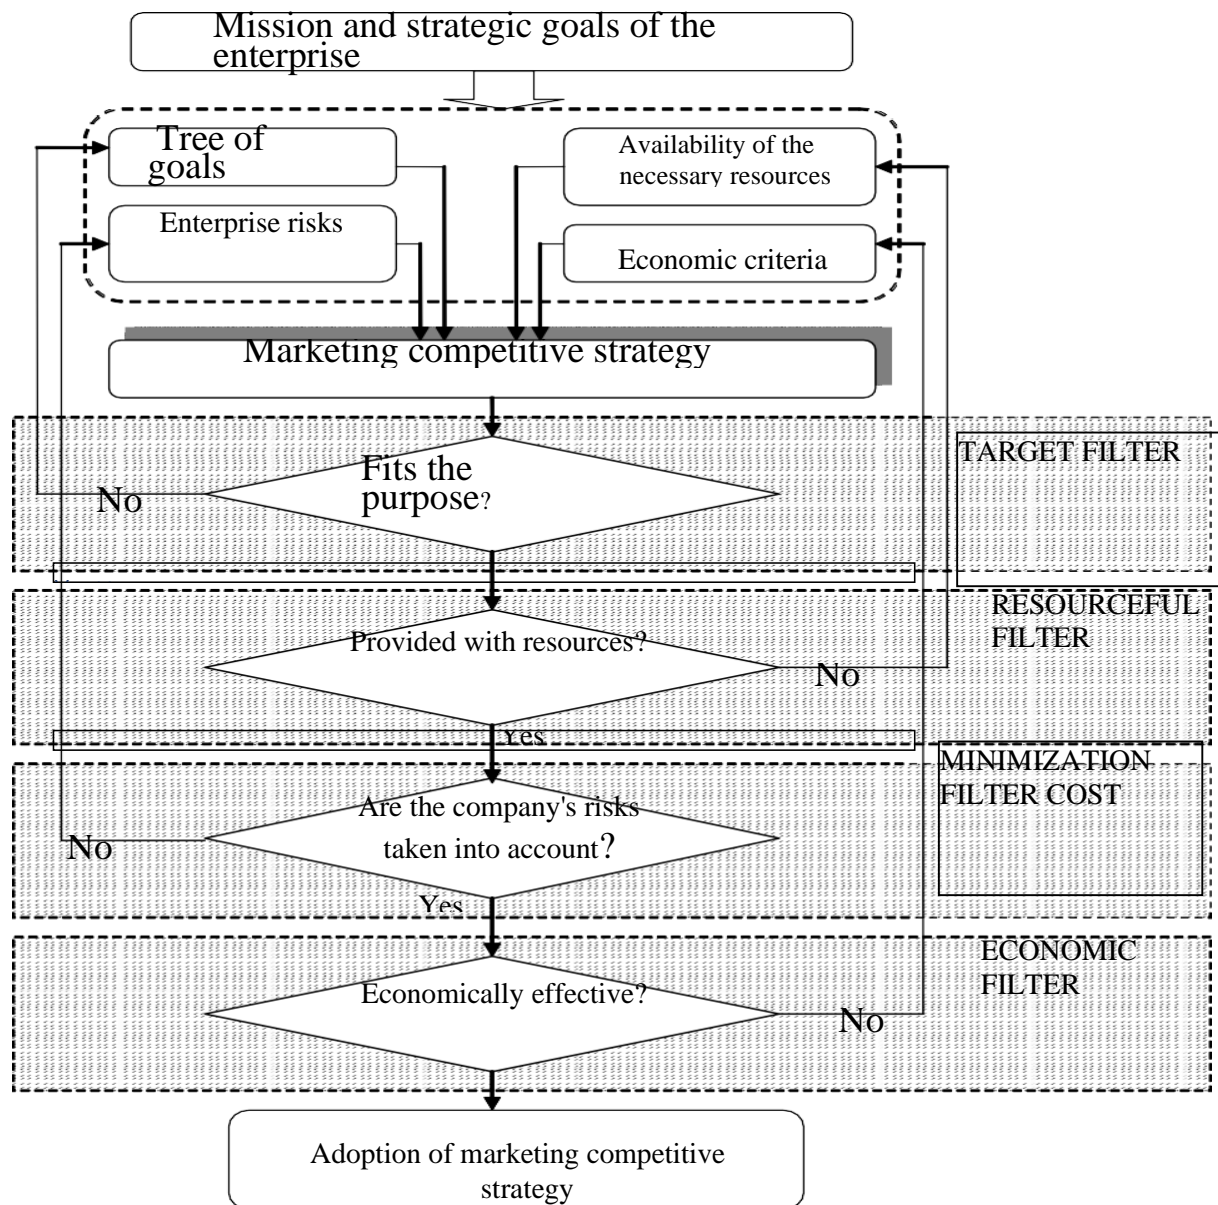 Mission and strategic goals of the
enterprise
Tree of
goals
Availability of the
necessary resources
Enterprise risks
Economic criteria
Marketing competitive strategy
TARGET FILTER
Fits the
purpose?
No
RESOURCEFUL
FILTER
Provided with resources?
No
Yes
MINIMIZATION
FILTER COST
Are the company's risks
taken into account?
No
Yes
ECONOMIC
FILTER
Economically effective?
No
Adoption of marketing competitive
strategy